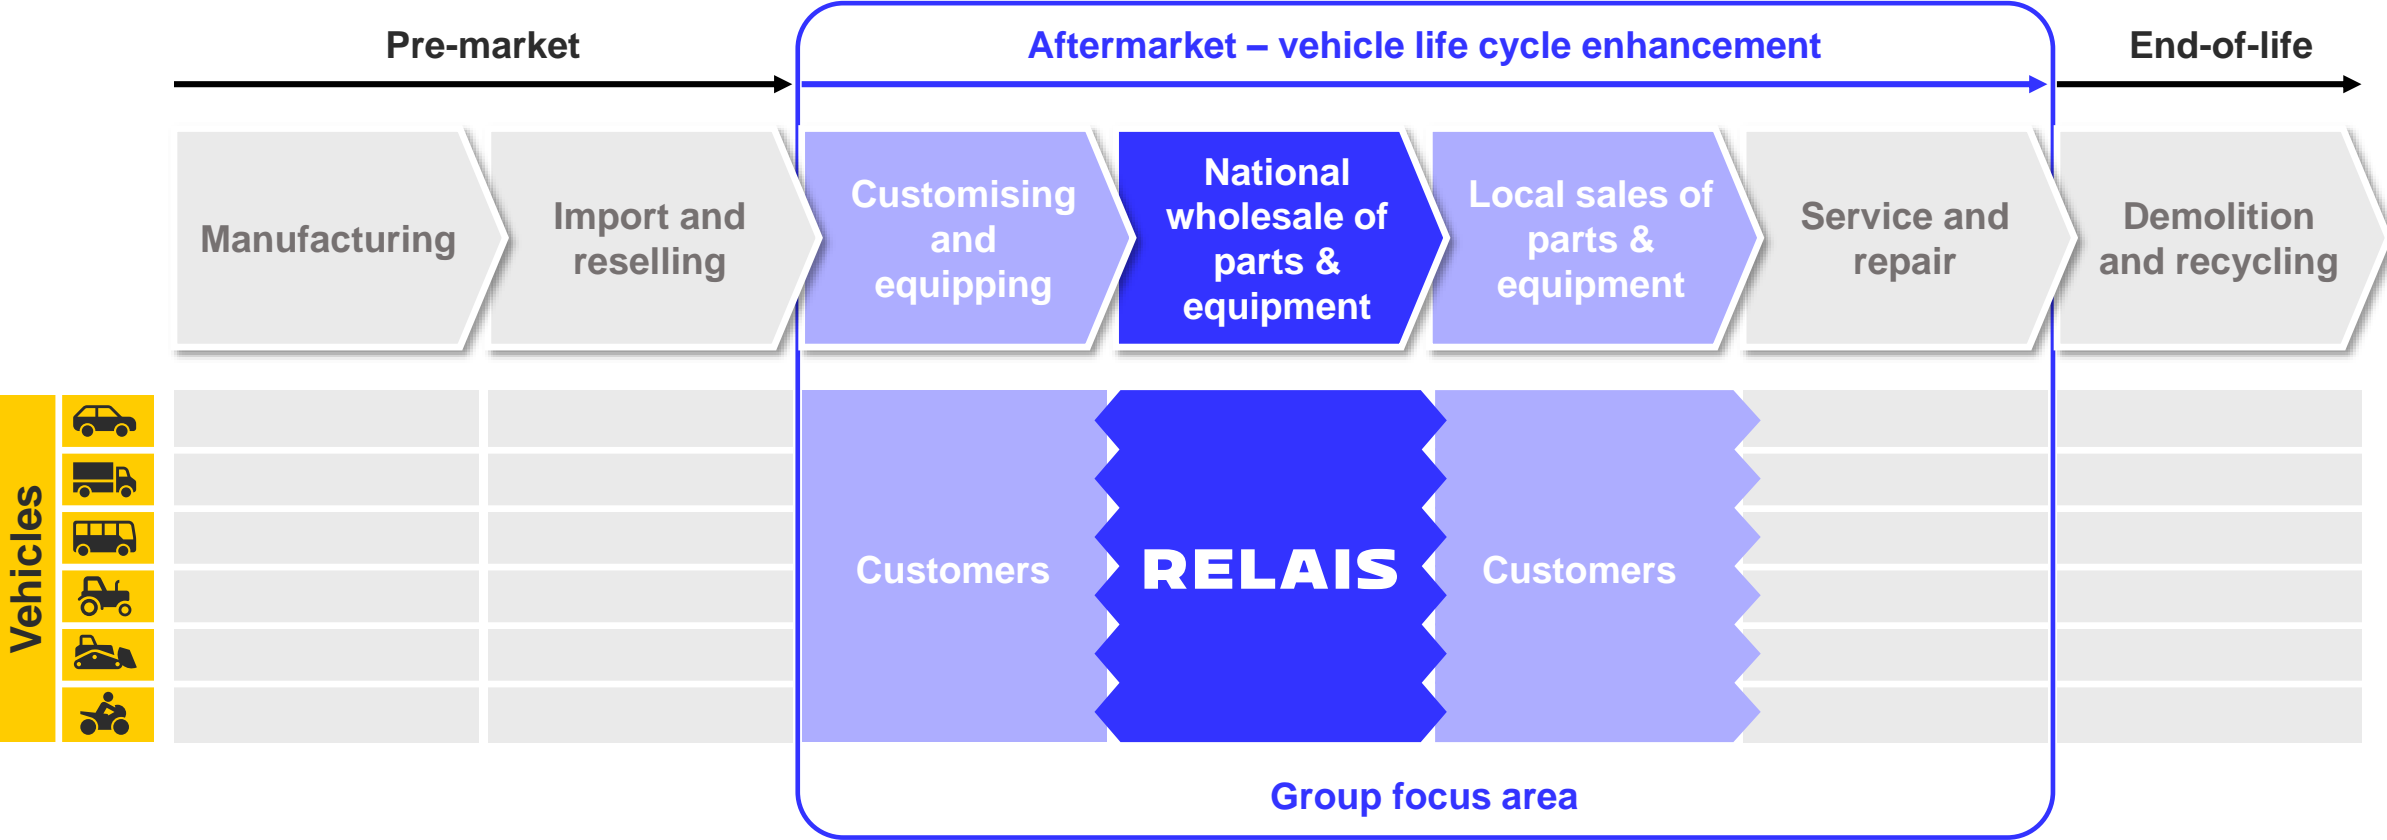 Pre-market
Aftermarket – vehicle life cycle enhancement
End-of-life
Manufacturing
Import and
reselling
Customising
and
equipping
National
wholesale of
parts &
equipment
Local sales of
parts &
equipment
Service and
repair
Demolition
and recycling
Vehicles
Customers
RELAIS
Customers
Group focus area